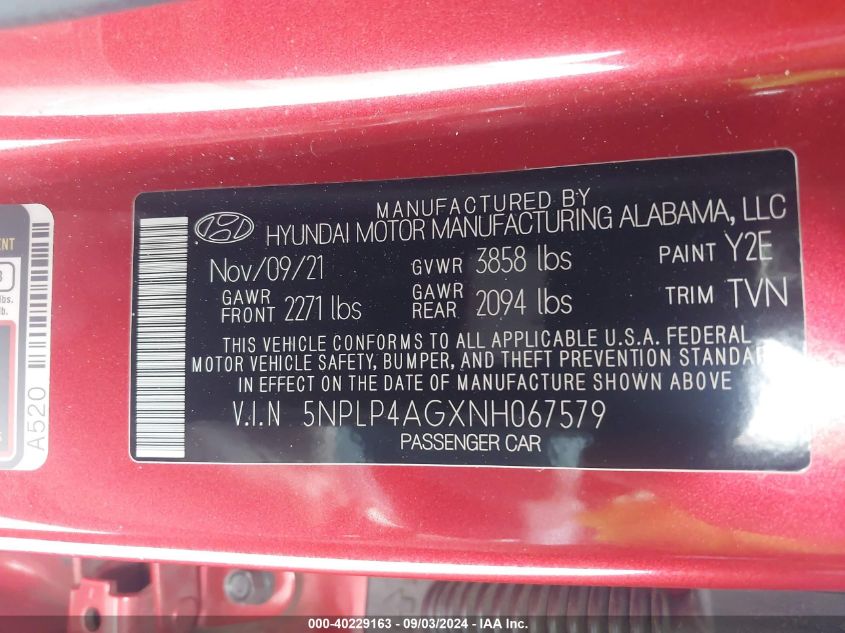 MANUFACTURED BY
HYUNDAI MOTOR MANUFACTURING ALABAMA, LLC
Nov/09/21 GVWR 3858 lbs PAINT Y2E
GAWR FRONT 2271 lbs GAWR REAR 2094 lbs TRIM TVN
THIS VEHICLE CONFORMS TO ALL APPLICABLE U.S.A. FEDERAL
MOTOR VEHICLE SAFETY, BUMPER, AND THEFT PREVENTION STANDAR
IN EFFECT ON THE DATE OF MANUFACTURE SHOWN ABOVE
V.I.N 5NPLP4AGXNH067579
PASSENGER CAR
A520
ENT
lbs.
lb.
000-40229163 - 09/03/2024 - IAA Inc.